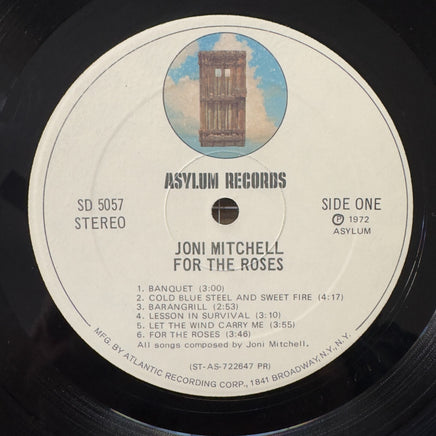 ASYLUM RECORDS
SD 5057
STEREO
SIDE ONE
Ⓟ 1972
ASYLUM
JONI MITCHELL
FOR THE ROSES
1. BANQUET (3:00)
2. COLD BLUE STEEL AND SWEET FIRE (4:17)
3. BARANGRILL (2:53)
4. LESSON IN SURVIVAL (3:10)
5. LET THE WIND CARRY ME (3:55)
6. FOR THE ROSES (3:46)
All songs composed by Joni Mitchell.
(ST-AS-722647 PR)
MFG. BY ATLANTIC RECORDING CORP., 1841 BROADWAY, N.Y., N.Y.